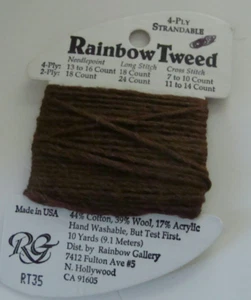 4-PLY
STRANDABLE
Rainbow Tweed
Needlepoint Long Stitch Cross Stitch
4-Ply: 13 to 16 Count 18 Count 7 to 10 Count
2-Ply: 18 Count 24 Count 11 to 14 Count
Made in USA 44% Cotton, 39% Wool, 17% Acrylic
Hand Washable, But Test First.
10 Yards (9.1 Meters)
RG Dist. by Rainbow Gallery
7412 Fulton Ave #5
RT35 N. Hollywood
CA 91605